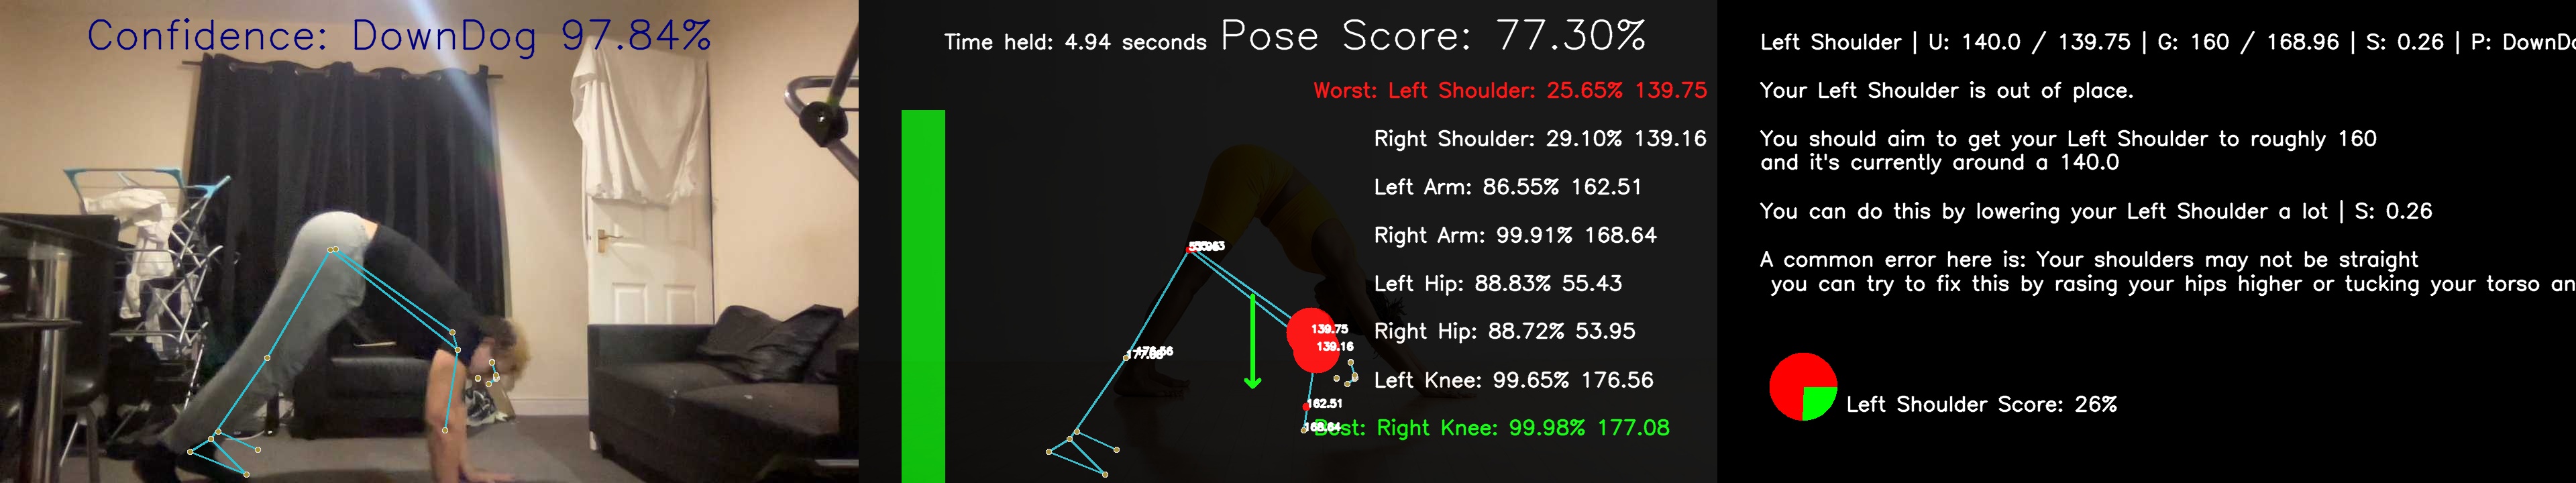 Confidence: DownDog 97.84%
Time held: 4.94 seconds Pose Score: 77.30%
Worst: Left Shoulder: 25.65% 139.75
Right Shoulder: 29.10% 139.16
Left Arm: 86.55% 162.51
Right Arm: 99.91% 168.64
Left Hip: 88.83% 55.43
Right Hip: 88.72% 53.95
Left Knee: 99.65% 176.56
Best: Right Knee: 99.98% 177.08
139.75
139.16
162.51
168.64
Left Shoulder | U: 140.0 / 139.75 | G: 160 / 168.96 | S: 0.26 | P: DownDo
Your Left Shoulder is out of place.
You should aim to get your Left Shoulder to roughly 160
and it's currently around a 140.0
You can do this by lowering your Left Shoulder a lot | S: 0.26
A common error here is: Your shoulders may not be straight
you can try to fix this by rasing your hips higher or tucking your torso an
Left Shoulder Score: 26%